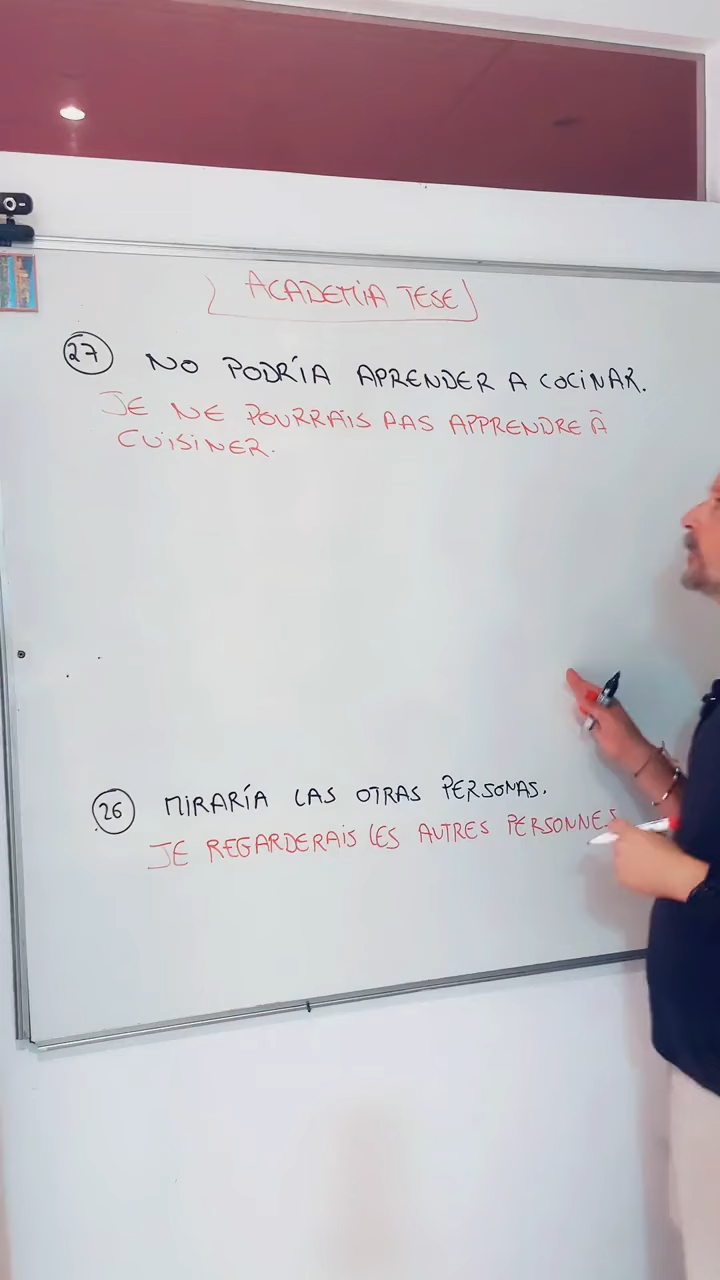 ACADEMIA TESE
27 NO PODRÍA APRENDER A COCINAR.
JE NE POURRAIS PAS APPRENDRE À
CUISINER.
26 MIRARÍA LAS OTRAS PERSONAS.
JE REGARDERAIS LES AUTRES PERSONNES